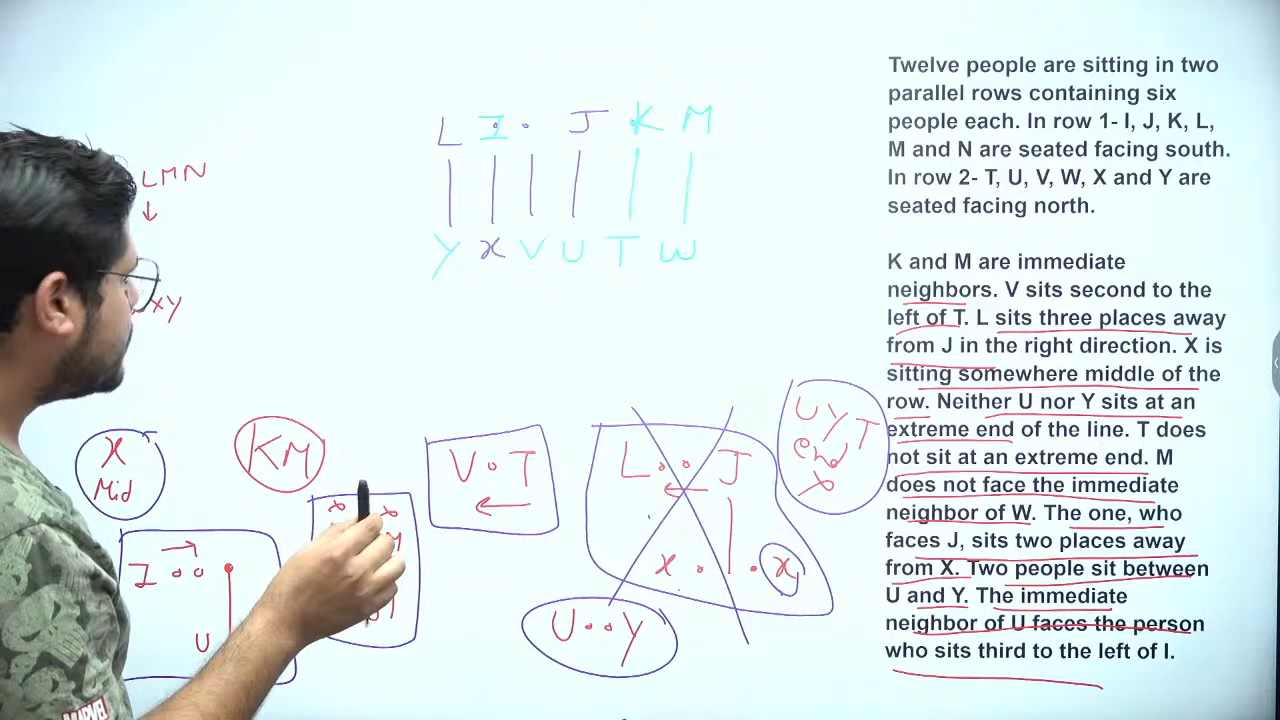 Twelve people are sitting in two
parallel rows containing six
people each. In row 1- I, J, K, L,
M and N are seated facing south.
In row 2- T, U, V, W, X and Y are
seated facing north.
K and M are immediate
neighbors. V sits second to the
left of T. L sits three places away
from J in the right direction. X is
sitting somewhere middle of the
row. Neither U nor Y sits at an
extreme end of the line. T does
not sit at an extreme end. M
does not face the immediate
neighbor of W. The one, who
faces J, sits two places away
from X. Two people sit between
U and Y. The immediate
neighbor of U faces the person
who sits third to the left of I.
L I J K M
Y X V U T W
LMN
XY
X
Mid
KM
V T
L J
X X
U Y T
end
I
U
U Y
MARVEL